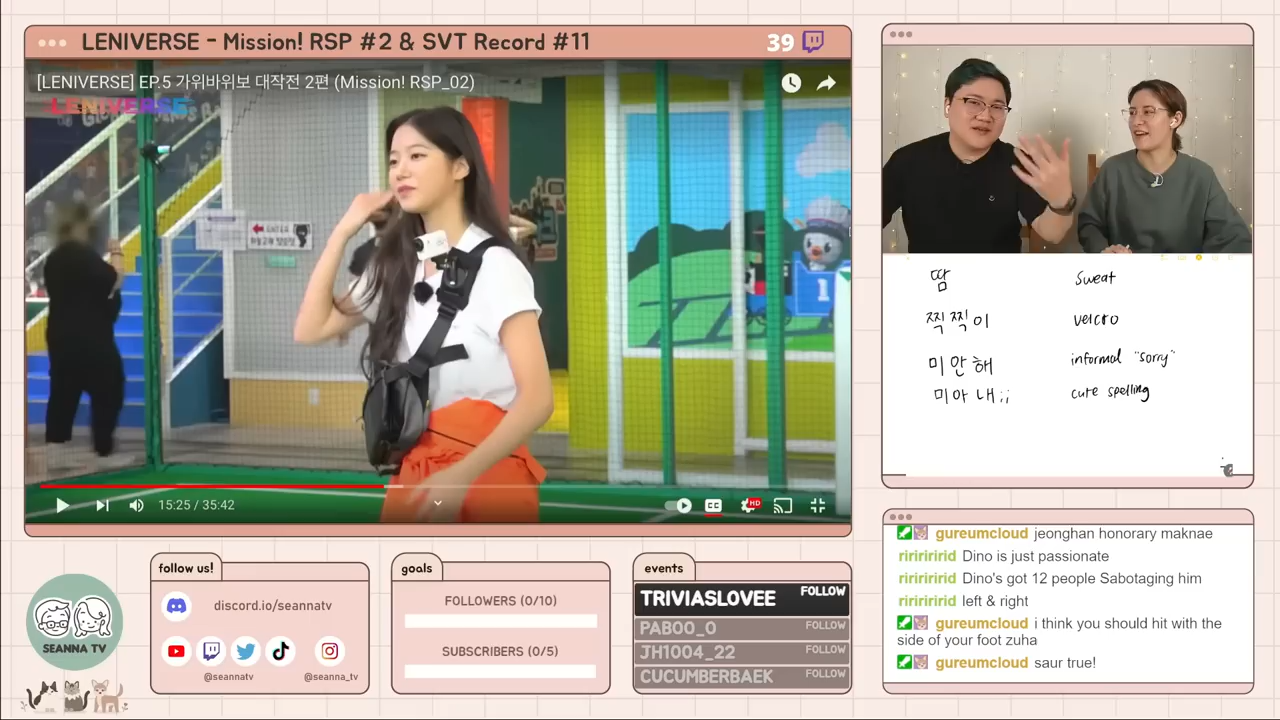 LENIVERSE - Mission! RSP #2 & SVT Record #11
39
[LENIVERSE] EP.5 가위바위보 대작전 2편 (Mission! RSP_02)
LENIVERSE
ENTER
15:25 / 35:42
CC
HD
땀 Sweat
찍찍이 velcro
미안해 informal "sorry"
미아내;; cute spelling
gureumcloud jeonghan honorary maknae
riririririd Dino is just passionate
riririririd Dino's got 12 people Sabotaging him
riririririd left & right
gureumcloud i think you should hit with the
side of your foot zuha
gureumcloud saur true!
SEANNA TV
follow us!
discord.io/seannatv
@seannatv
@seanna_tv
goals
FOLLOWERS (0/10)
SUBSCRIBERS (0/5)
events
TRIVIASLOVEE FOLLOW
PAB00_0 FOLLOW
JH1004_22 FOLLOW
CUCUMBERBAEK FOLLOW